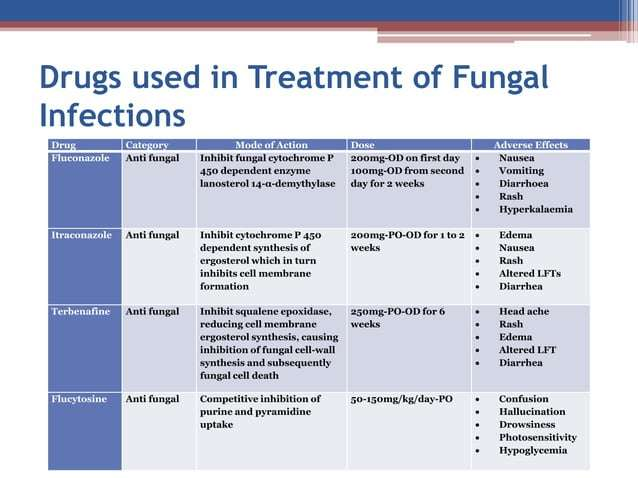 Drugs used in Treatment of Fungal
Infections
Drug Category Mode of Action Dose Adverse Effects
Fluconazole Anti fungal Inhibit fungal cytochrome P 200mg-OD on first day • Nausea
450 dependent enzyme 100mg-OD from second • Vomiting
lanosterol 14-α-demythylase day for 2 weeks • Diarrhoea
• Rash
• Hyperkalaemia
Itraconazole Anti fungal Inhibit cytochrome P 450 200mg-PO-OD for 1 to 2 • Edema
dependent synthesis of weeks • Nausea
ergosterol which in turn • Rash
inhibits cell membrane • Altered LFTs
formation • Diarrhea
Terbenafine Anti fungal Inhibit squalene epoxidase, 250mg-PO-OD for 6 • Head ache
reducing cell membrane weeks • Rash
ergosterol synthesis, causing • Edema
inhibition of fungal cell-wall • Altered LFT
synthesis and subsequently • Diarrhea
fungal cell death
Flucytosine Anti fungal Competitive inhibition of 50-150mg/kg/day-PO • Confusion
purine and pyramidine • Hallucination
uptake • Drowsiness
• Photosensitivity
• Hypoglycemia